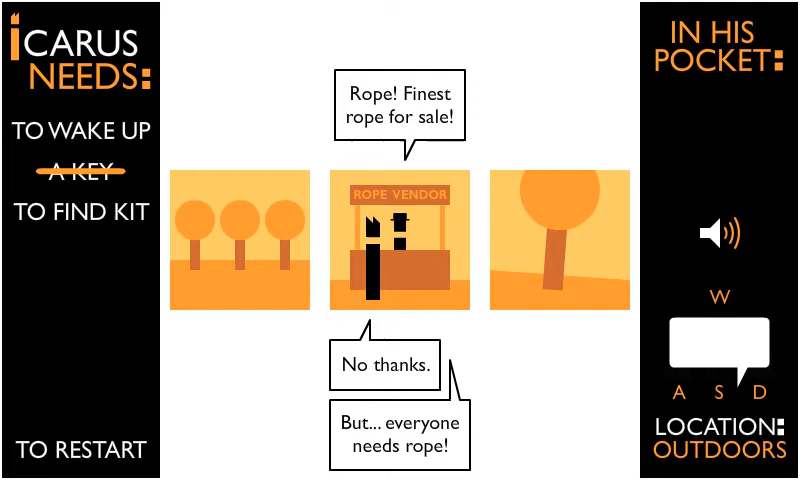 iCARUS
NEEDS:
TO WAKE UP
A KEY
TO FIND KIT
TO RESTART
Rope! Finest
rope for sale!
ROPE VENDOR
No thanks.
But... everyone
needs rope!
IN HIS
POCKET:
W
A S D
LOCATION:
OUTDOORS